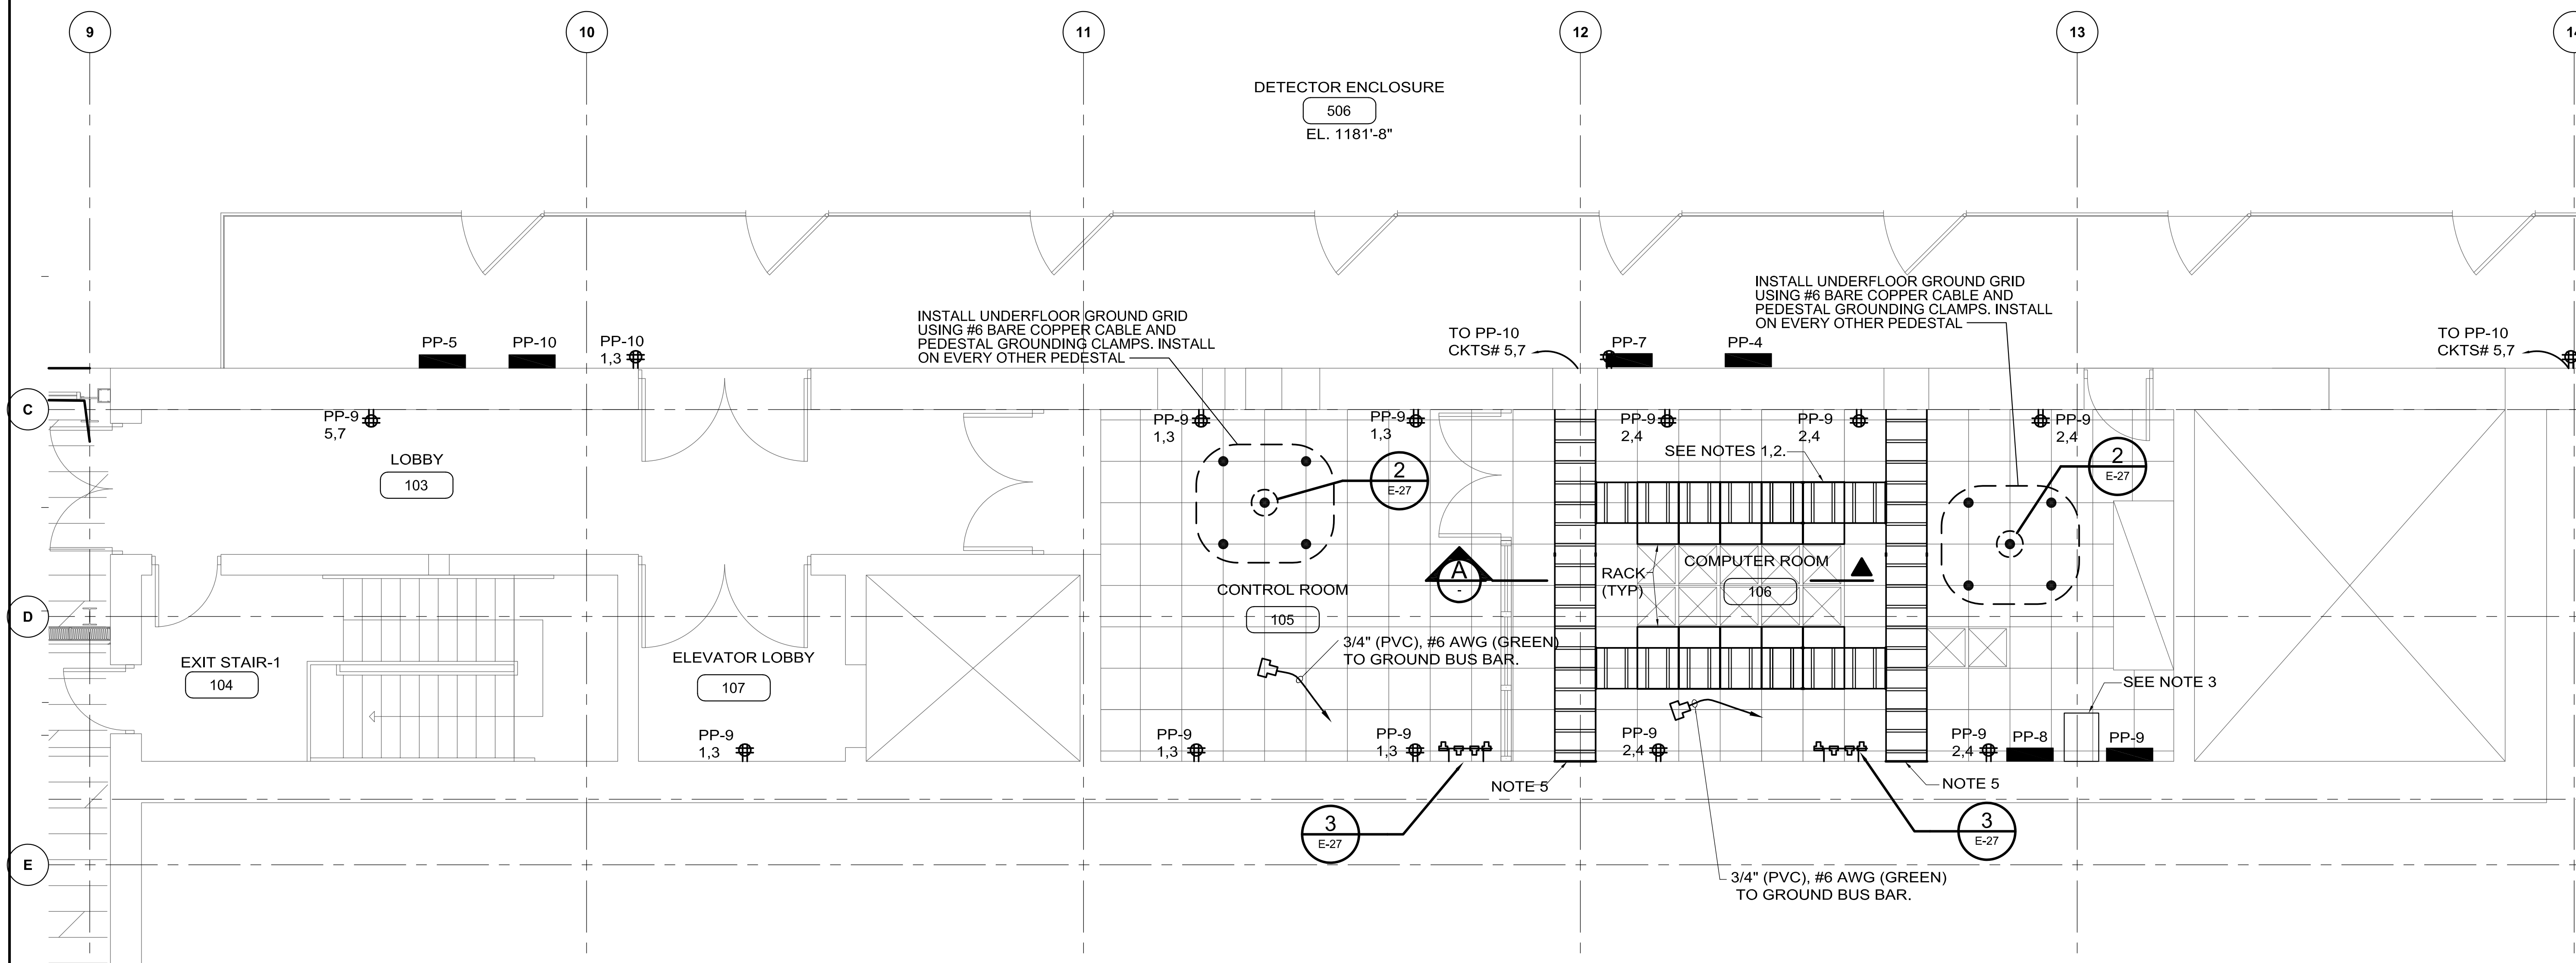 9
10
11
12
13
14
DETECTOR ENCLOSURE
506
EL. 1181'-8"
INSTALL UNDERFLOOR GROUND GRID
USING #6 BARE COPPER CABLE AND
PEDESTAL GROUNDING CLAMPS. INSTALL
ON EVERY OTHER PEDESTAL
INSTALL UNDERFLOOR GROUND GRID
USING #6 BARE COPPER CABLE AND
PEDESTAL GROUNDING CLAMPS. INSTALL
ON EVERY OTHER PEDESTAL
PP-5
PP-10
PP-10
1,3
TO PP-10
CKTS# 5,7
PP-7
PP-4
TO PP-10
CKTS# 5,7
C
PP-9
5,7
PP-9
1,3
PP-9
1,3
PP-9
2,4
PP-9
2,4
PP-9
2,4
LOBBY
103
SEE NOTES 1,2.
2
E-27
2
E-27
A
-
CONTROL ROOM
105
RACK
(TYP)
COMPUTER ROOM
106
D
3/4" (PVC), #6 AWG (GREEN)
TO GROUND BUS BAR.
EXIT STAIR-1
104
ELEVATOR LOBBY
107
SEE NOTE 3
PP-9
1,3
PP-9
1,3
PP-9
1,3
PP-9
2,4
PP-9
2,4
PP-8
PP-9
NOTE 5
NOTE 5
3
E-27
3
E-27
E
3/4" (PVC), #6 AWG (GREEN)
TO GROUND BUS BAR.